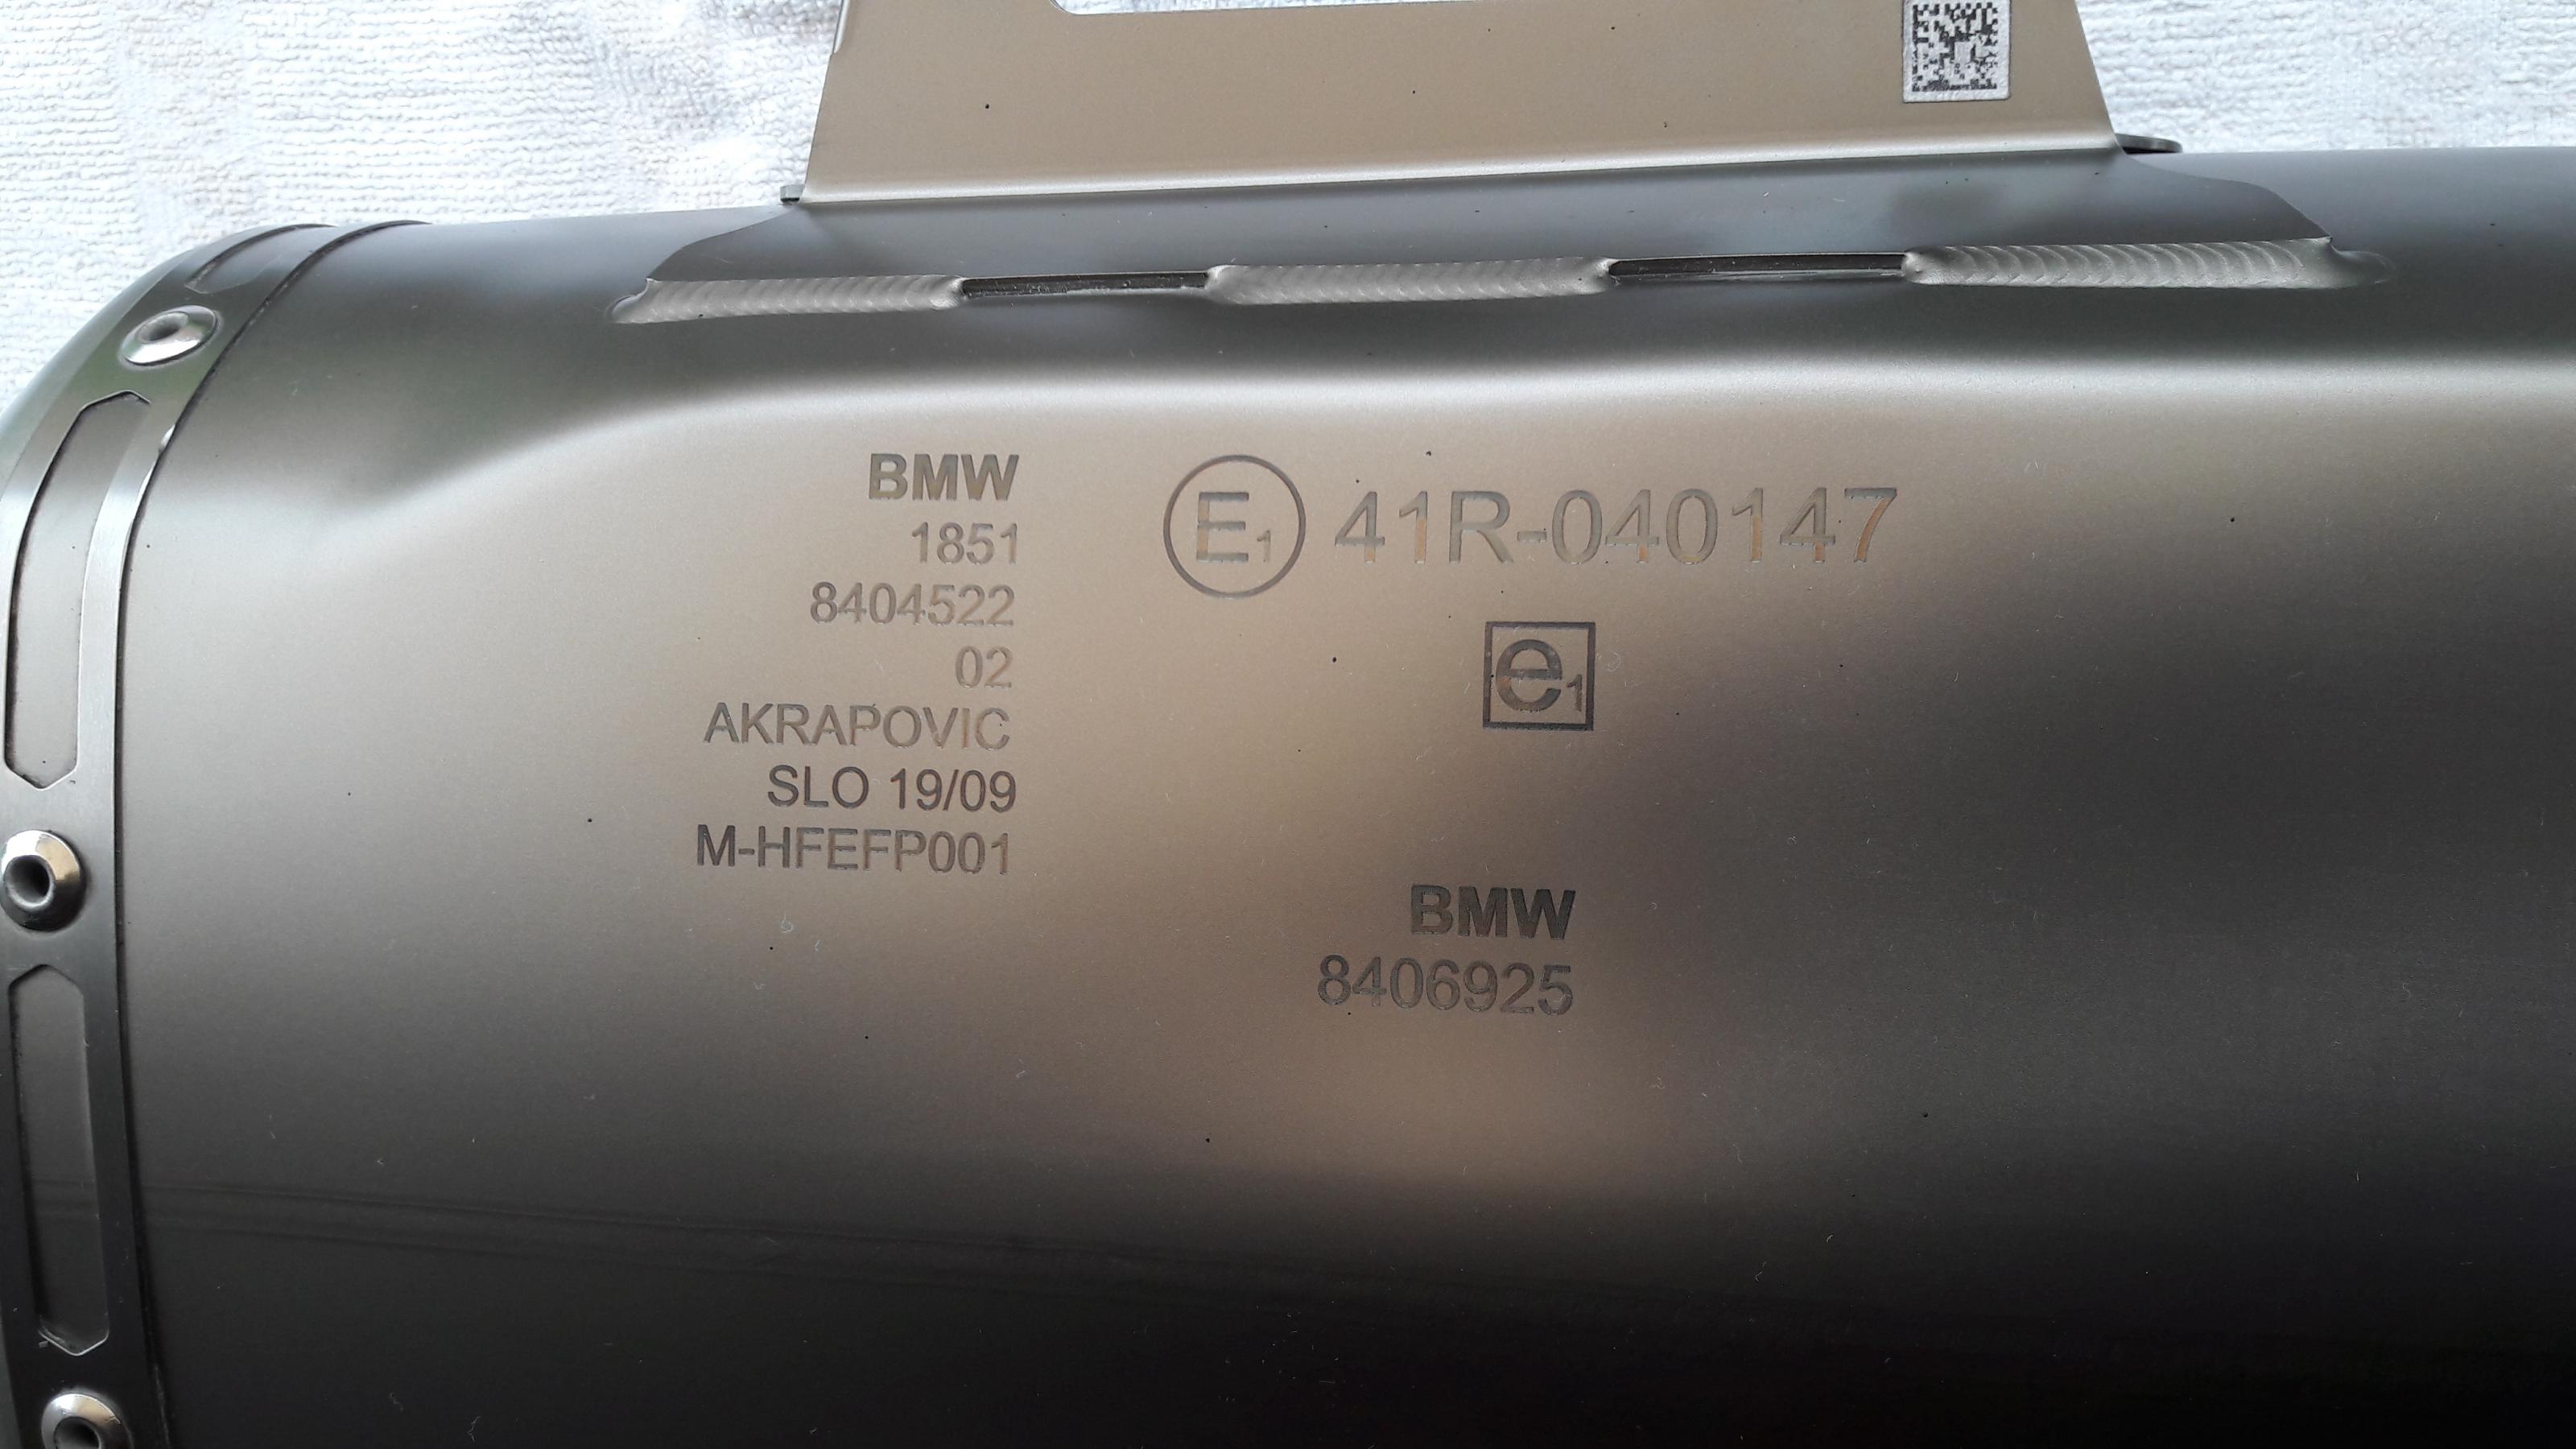 BMW
1851
8404522
02
AKRAPOVIC
SLO 19/09
M-HFEFP001
E1 41R-040147
e1
BMW
8406925